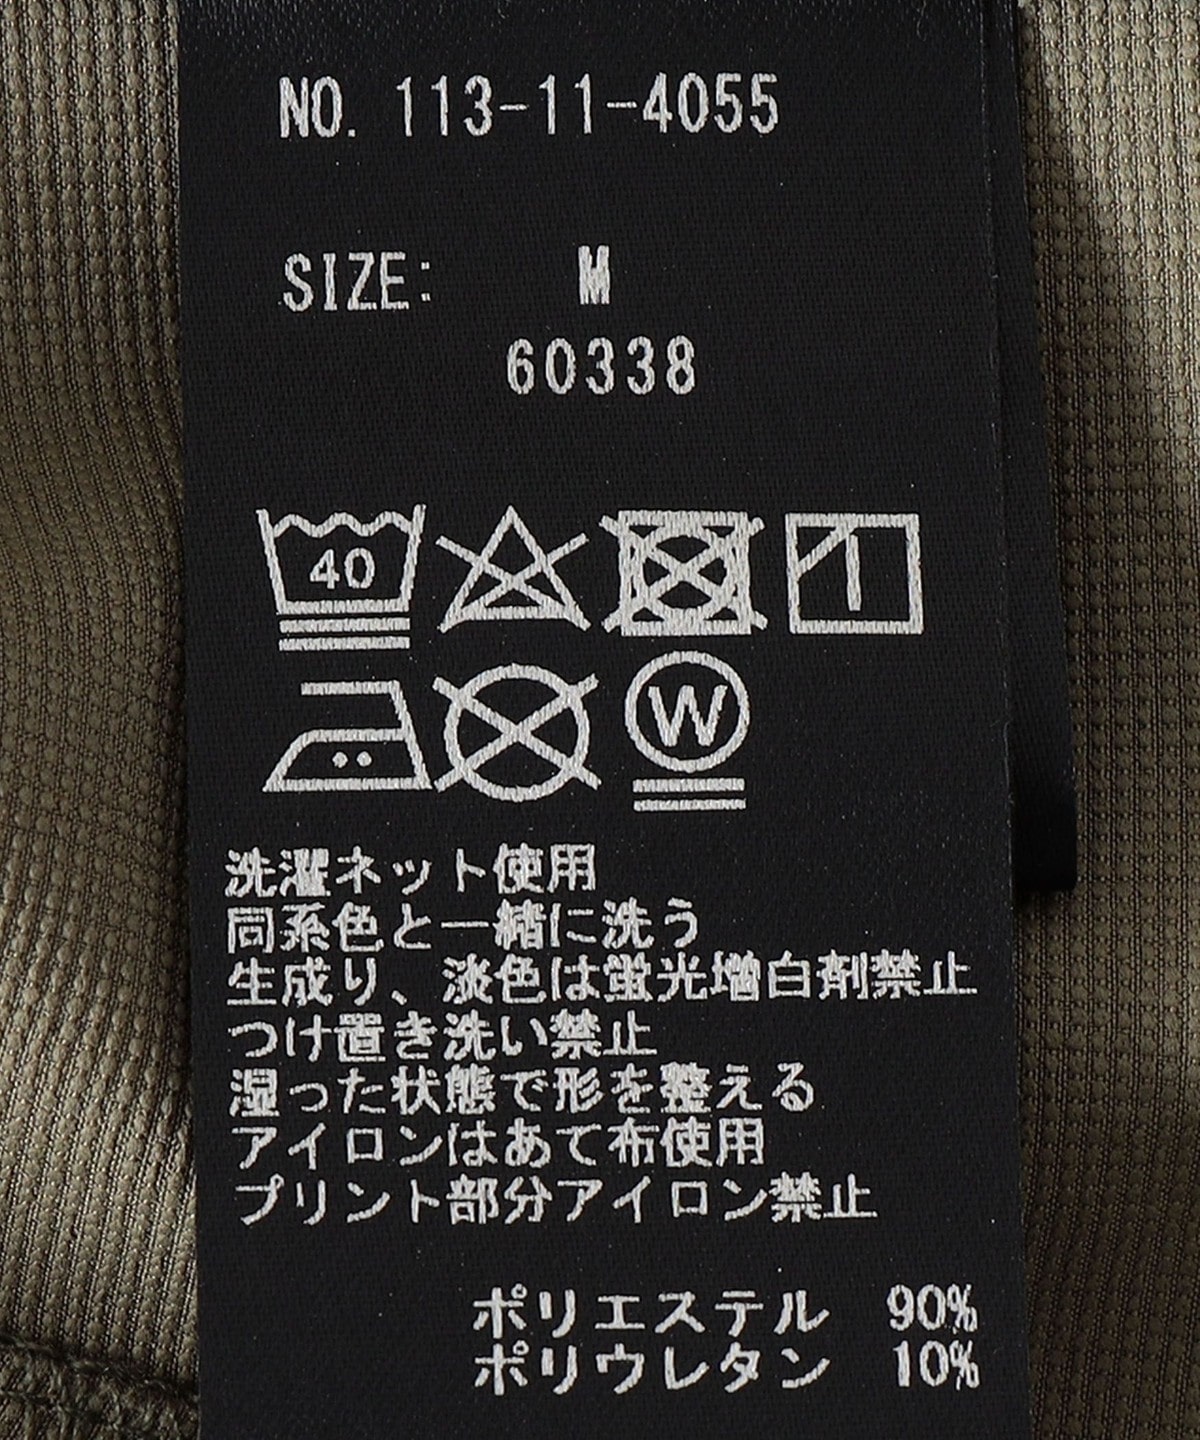 NO. 113-11-4055
SIZE: M
60338
40
W
洗濯ネット使用
同系色と一緒に洗う
生成り、淡色は蛍光増白剤禁止
つけ置き洗い禁止
湿った状態で形を整える
アイロンはあて布使用
プリント部分アイロン禁止
ポリエステル 90%
ポリウレタン 10%